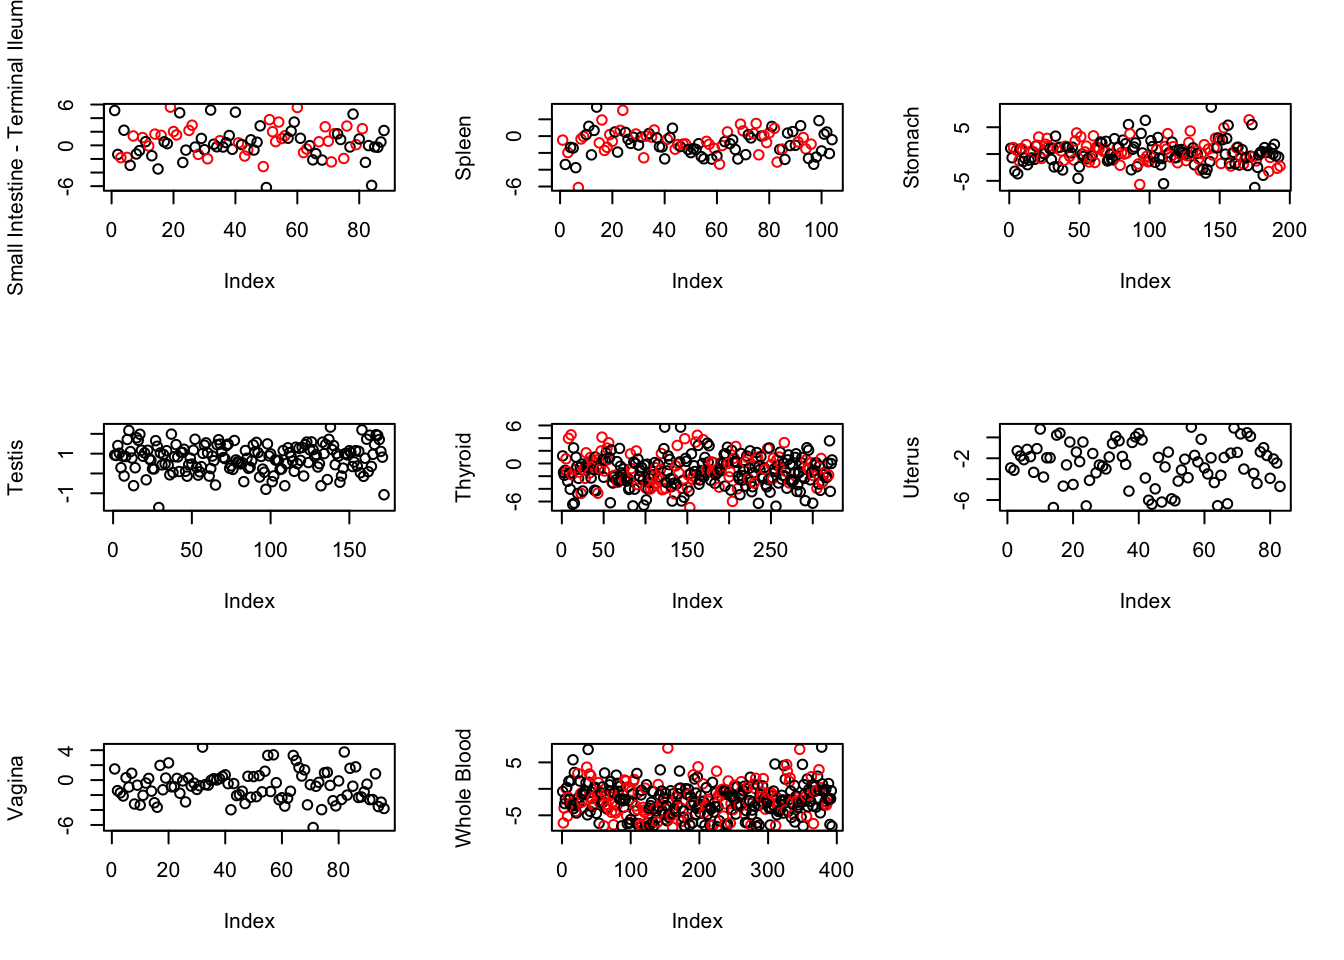 Small Intestine - Terminal Ileum
6
0
-6
0 20 40 60 80
Index
Spleen
0
-6
0 20 40 60 80 100
Index
Stomach
5
-5
0 50 100 150 200
Index
Testis
1
-1
0 50 100 150
Index
Thyroid
6
0
-6
0 50 150 250
Index
Uterus
-2
-6
0 20 40 60 80
Index
Vagina
4
0
-6
0 20 40 60 80
Index
Whole Blood
5
-5
0 100 200 300 400
Index